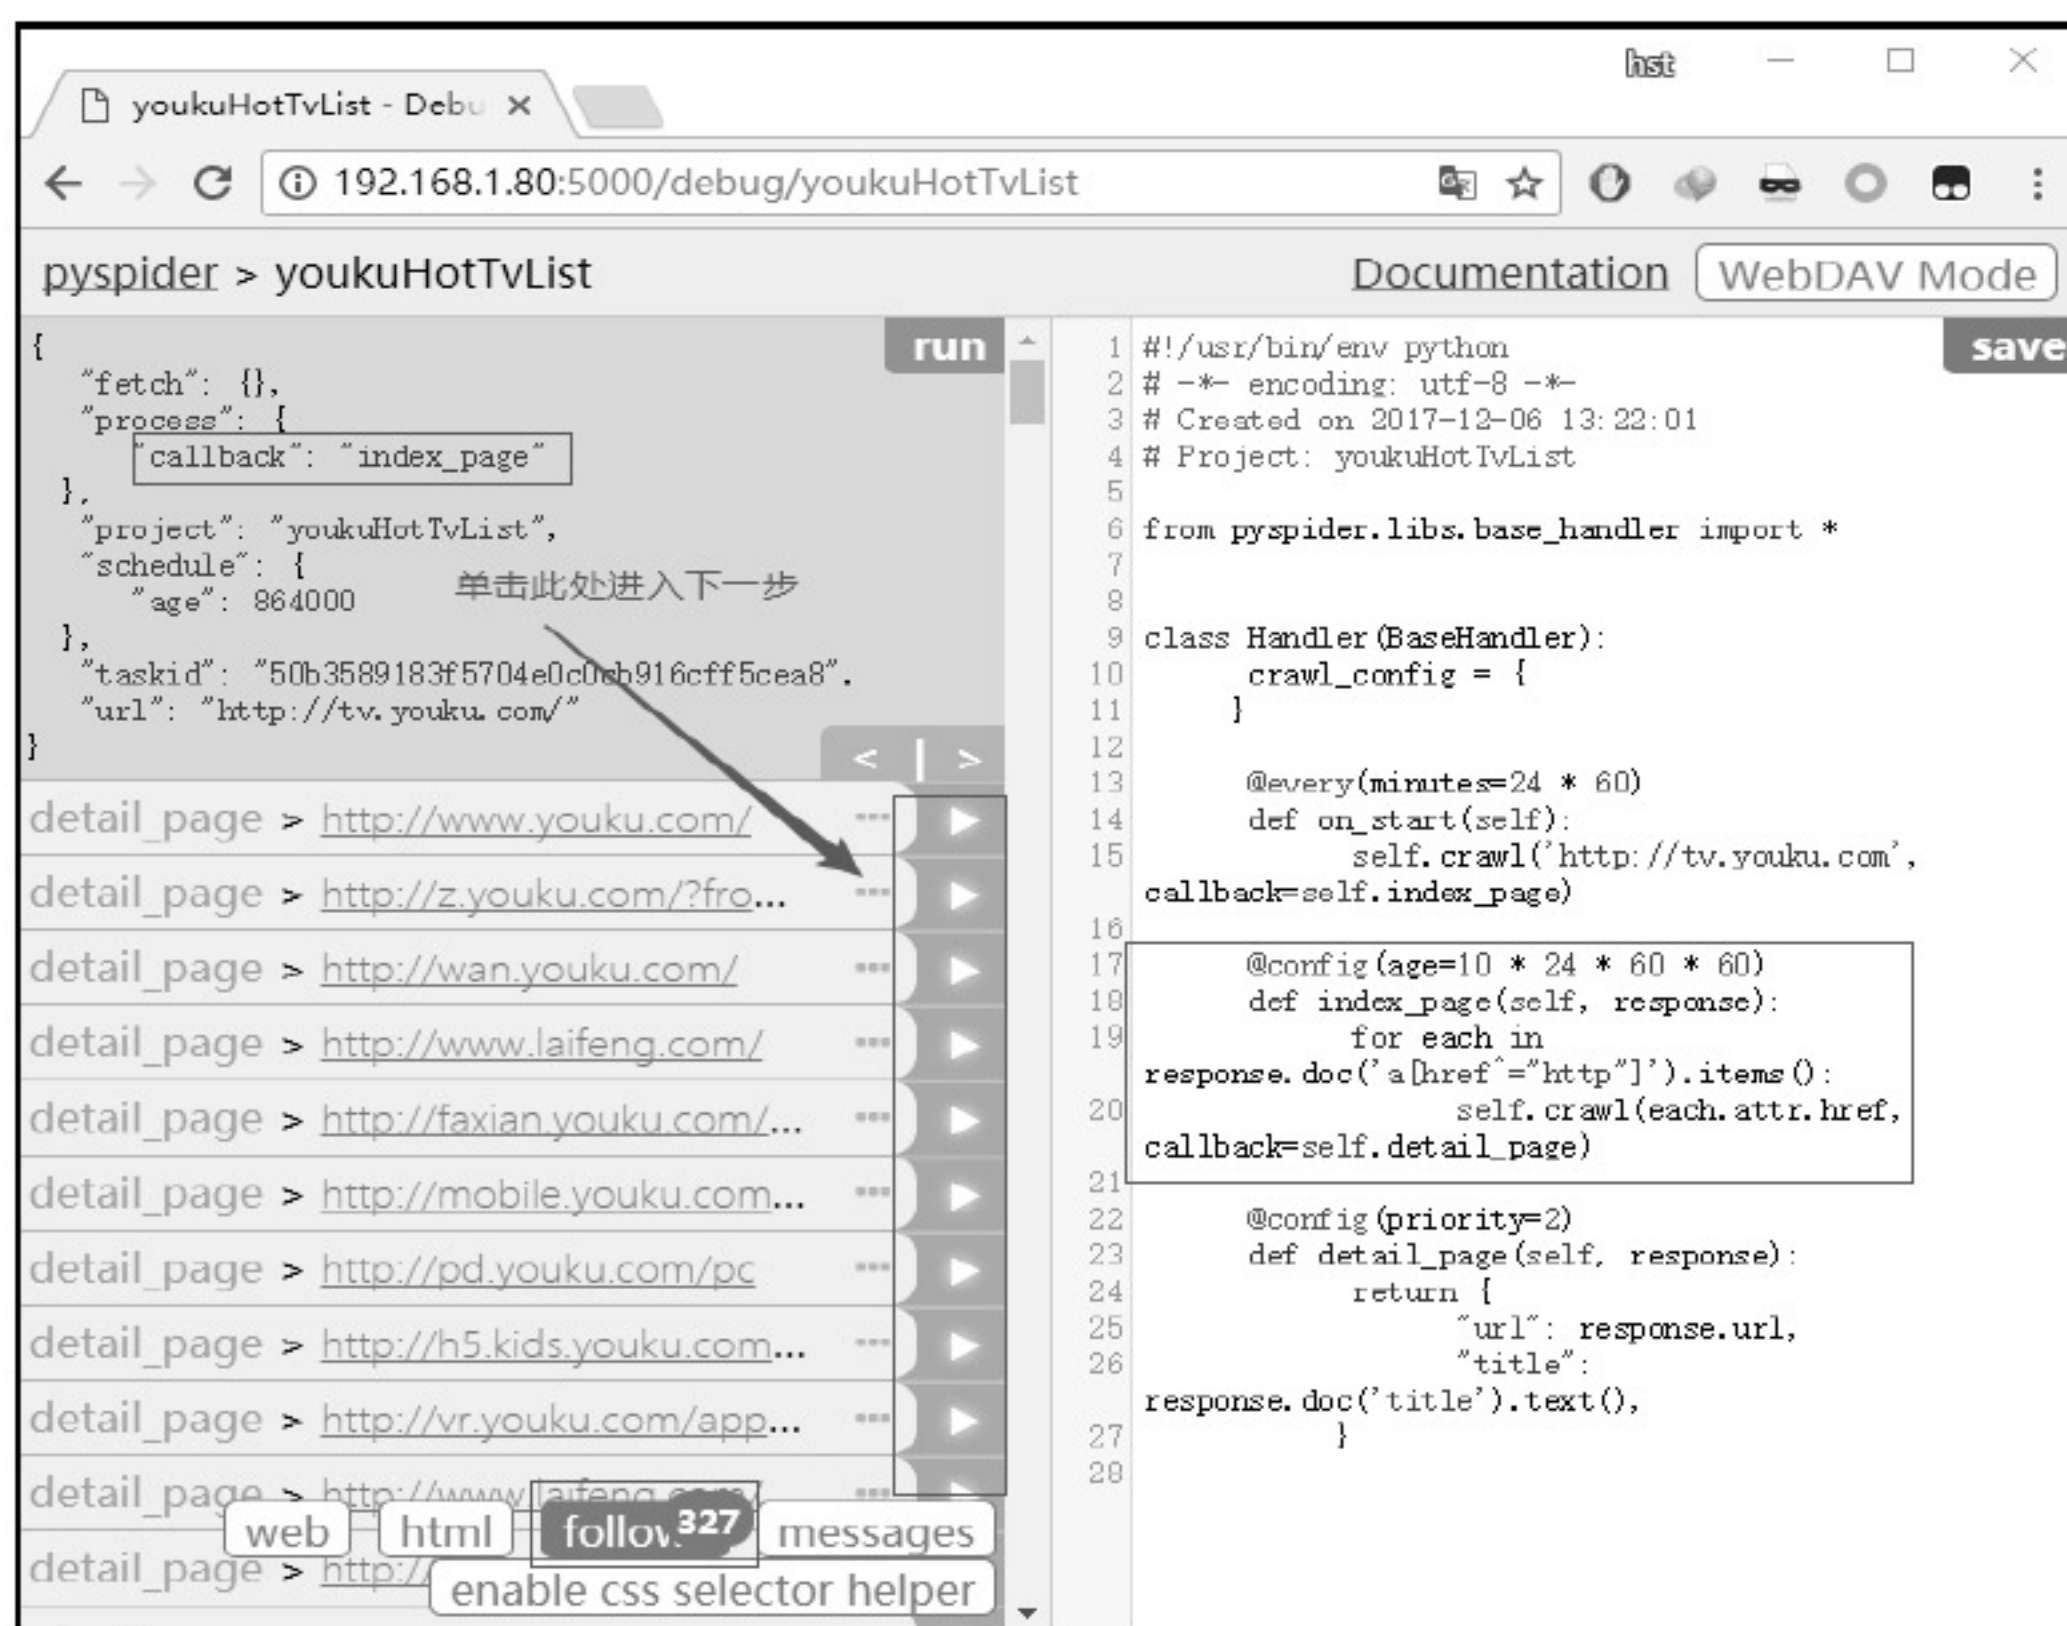 hst
youkuHotTvList - Debu
192.168.1.80:5000/debug/youkuHotTvList
pyspider > youkuHotTvList
Documentation
WebDAV Mode
run
{
"fetch": {},
"process": {
"callback": "index_page"
},
"project": "youkuHotTvList",
"schedule": {
"age": 864000
},
"taskid": "50b3589183f5704e0c0cb916cff5cea8".
"url": "http://tv.youku.com/"
}
单击此处进入下一步
< | >
detail_page > http://www.youku.com/
detail_page > http://z.youku.com/?fro...
detail_page > http://wan.youku.com/
detail_page > http://www.laifeng.com/
detail_page > http://faxian.youku.com/...
detail_page > http://mobile.youku.com...
detail_page > http://pd.youku.com/pc
detail_page > http://h5.kids.youku.com...
detail_page > http://vr.youku.com/app...
detail_page > http://www.laifeng.com/
detail_page > http:/
web
html
follow
327
messages
enable css selector helper
save
1 #!/usr/bin/env python
2 # -*- encoding: utf-8 -*-
3 # Created on 2017-12-06 13:22:01
4 # Project: youkuHotTvList
5
6 from pyspider.libs.base_handler import *
7
8
9 class Handler(BaseHandler):
10 crawl_config = {
11 }
12
13 @every(minutes=24 * 60)
14 def on_start(self):
15 self.crawl('http://tv.youku.com',
callback=self.index_page)
16
17 @config(age=10 * 24 * 60 * 60)
18 def index_page(self, response):
19 for each in
response.doc('a[href^="http"]').items():
20 self.crawl(each.attr.href,
callback=self.detail_page)
21
22 @config(priority=2)
23 def detail_page(self, response):
24 return {
25 "url": response.url,
26 "title":
response.doc('title').text(),
27 }
28